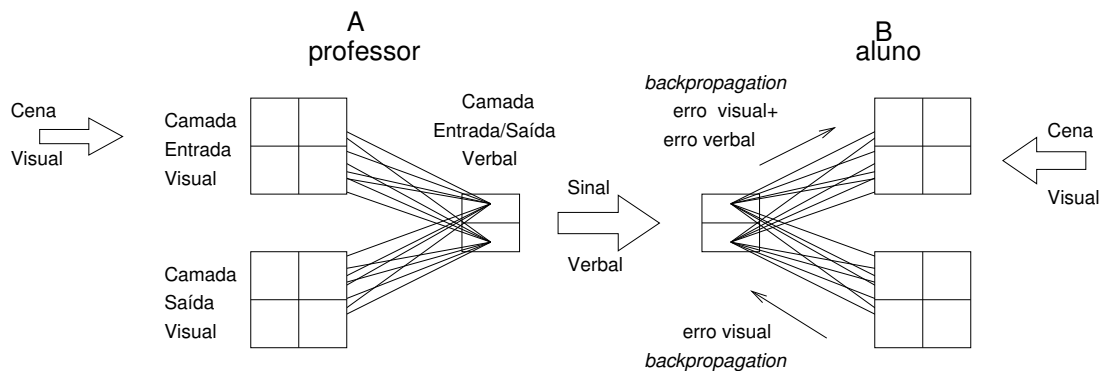 A
professor
B
aluno
Cena
Visual
Camada
Entrada
Visual
Camada
Entrada/Saída
Verbal
Camada
Saída
Visual
Sinal
Verbal
backpropagation
erro visual+
erro verbal
Cena
Visual
erro visual
backpropagation